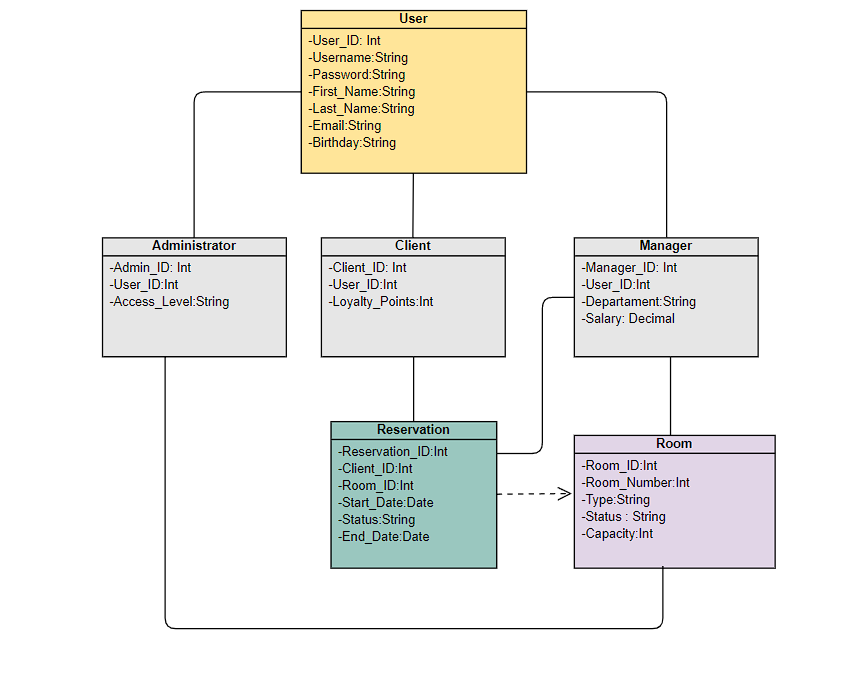 User
-User_ID: Int
-Username:String
-Password:String
-First_Name:String
-Last_Name:String
-Email:String
-Birthday:String
Administrator
-Admin_ID: Int
-User_ID:Int
-Access_Level:String
Client
-Client_ID: Int
-User_ID:Int
-Loyalty_Points:Int
Manager
-Manager_ID: Int
-User_ID:Int
-Departament:String
-Salary: Decimal
Reservation
-Reservation_ID:Int
-Client_ID:Int
-Room_ID:Int
-Start_Date:Date
-Status:String
-End_Date:Date
Room
-Room_ID:Int
-Room_Number:Int
-Type:String
-Status : String
-Capacity:Int